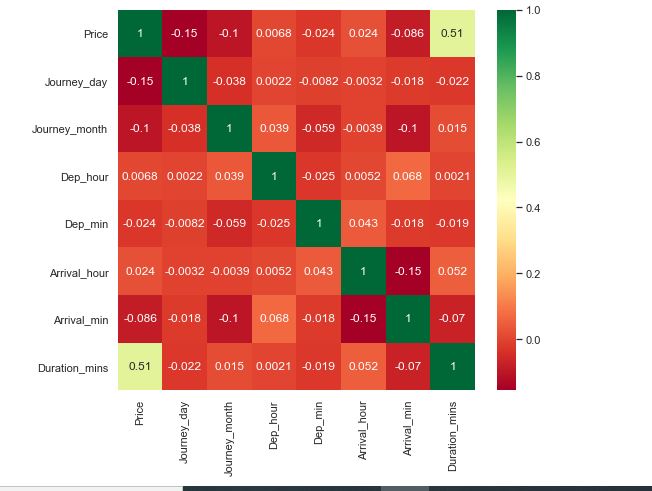 Price 1 -0.15 -0.1 0.0068 -0.024 0.024 -0.086 0.51
Journey_day -0.15 1 -0.038 0.0022 -0.0082 -0.0032 -0.018 -0.022
Journey_month -0.1 -0.038 1 0.039 -0.059 -0.0039 -0.1 0.015
Dep_hour 0.0068 0.0022 0.039 1 -0.025 0.0052 0.068 0.0021
Dep_min -0.024 -0.0082 -0.059 -0.025 1 0.043 -0.018 -0.019
Arrival_hour 0.024 -0.0032 -0.0039 0.0052 0.043 1 -0.15 0.052
Arrival_min -0.086 -0.018 -0.1 0.068 -0.018 -0.15 1 -0.07
Duration_mins 0.51 -0.022 0.015 0.0021 -0.019 0.052 -0.07 1
Price
Journey_day
Journey_month
Dep_hour
Dep_min
Arrival_hour
Arrival_min
Duration_mins
1.0
0.8
0.6
0.4
0.2
0.0